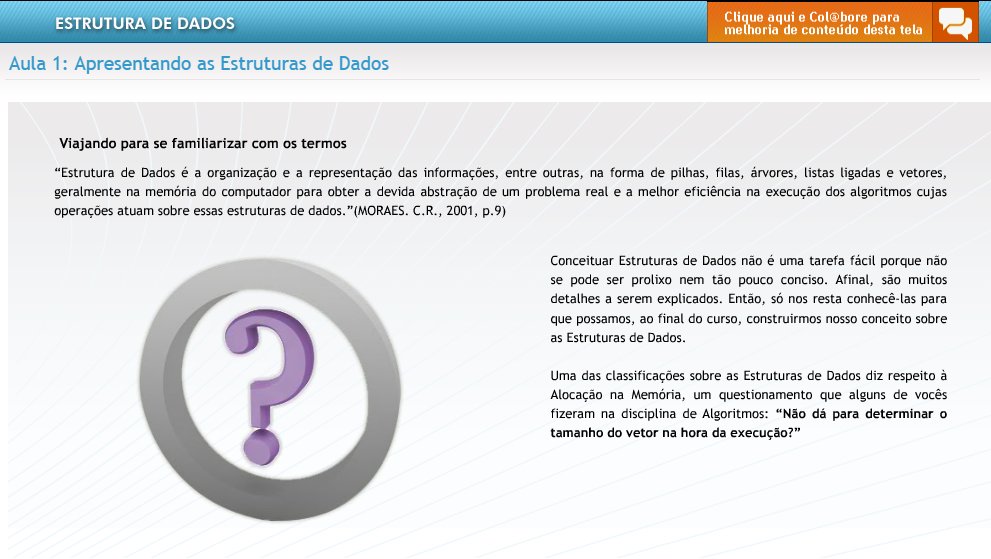 ESTRUTURA DE DADOS
Clique aqui e Col@bore para
melhoria de conteúdo desta tela
Aula 1: Apresentando as Estruturas de Dados
Viajando para se familiarizar com os termos
“Estrutura de Dados é a organização e a representação das informações, entre outras, na forma de pilhas, filas, árvores, listas ligadas e vetores,
geralmente na memória do computador para obter a devida abstração de um problema real e a melhor eficiência na execução dos algoritmos cujas
operações atuam sobre essas estruturas de dados.”(MORAES. C.R., 2001, p.9)
Conceituar Estruturas de Dados não é uma tarefa fácil porque não
se pode ser prolixo nem tão pouco conciso. Afinal, são muitos
detalhes a serem explicados. Então, só nos resta conhecê-las para
que possamos, ao final do curso, construirmos nosso conceito sobre
as Estruturas de Dados.
Uma das classificações sobre as Estruturas de Dados diz respeito à
Alocação na Memória, um questionamento que alguns de vocês
fizeram na disciplina de Algoritmos: “Não dá para determinar o
tamanho do vetor na hora da execução?”